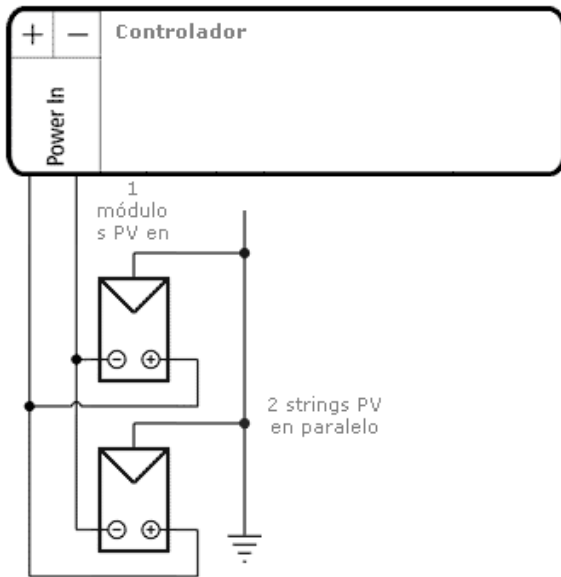 + −
Controlador
Power In
1
módulo
s PV en
− +
2 strings PV
en paralelo
− +